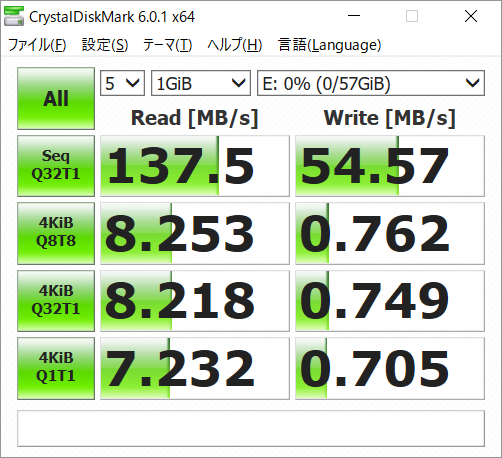 CrystalDiskMark 6.0.1 x64
ファイル(F) 設定(S) テーマ(T) ヘルプ(H) 言語(Language)
All 5 1GiB E: 0% (0/57GiB)
Read [MB/s] Write [MB/s]
Seq Q32T1 137.5 54.57
4KiB Q8T8 8.253 0.762
4KiB Q32T1 8.218 0.749
4KiB Q1T1 7.232 0.705